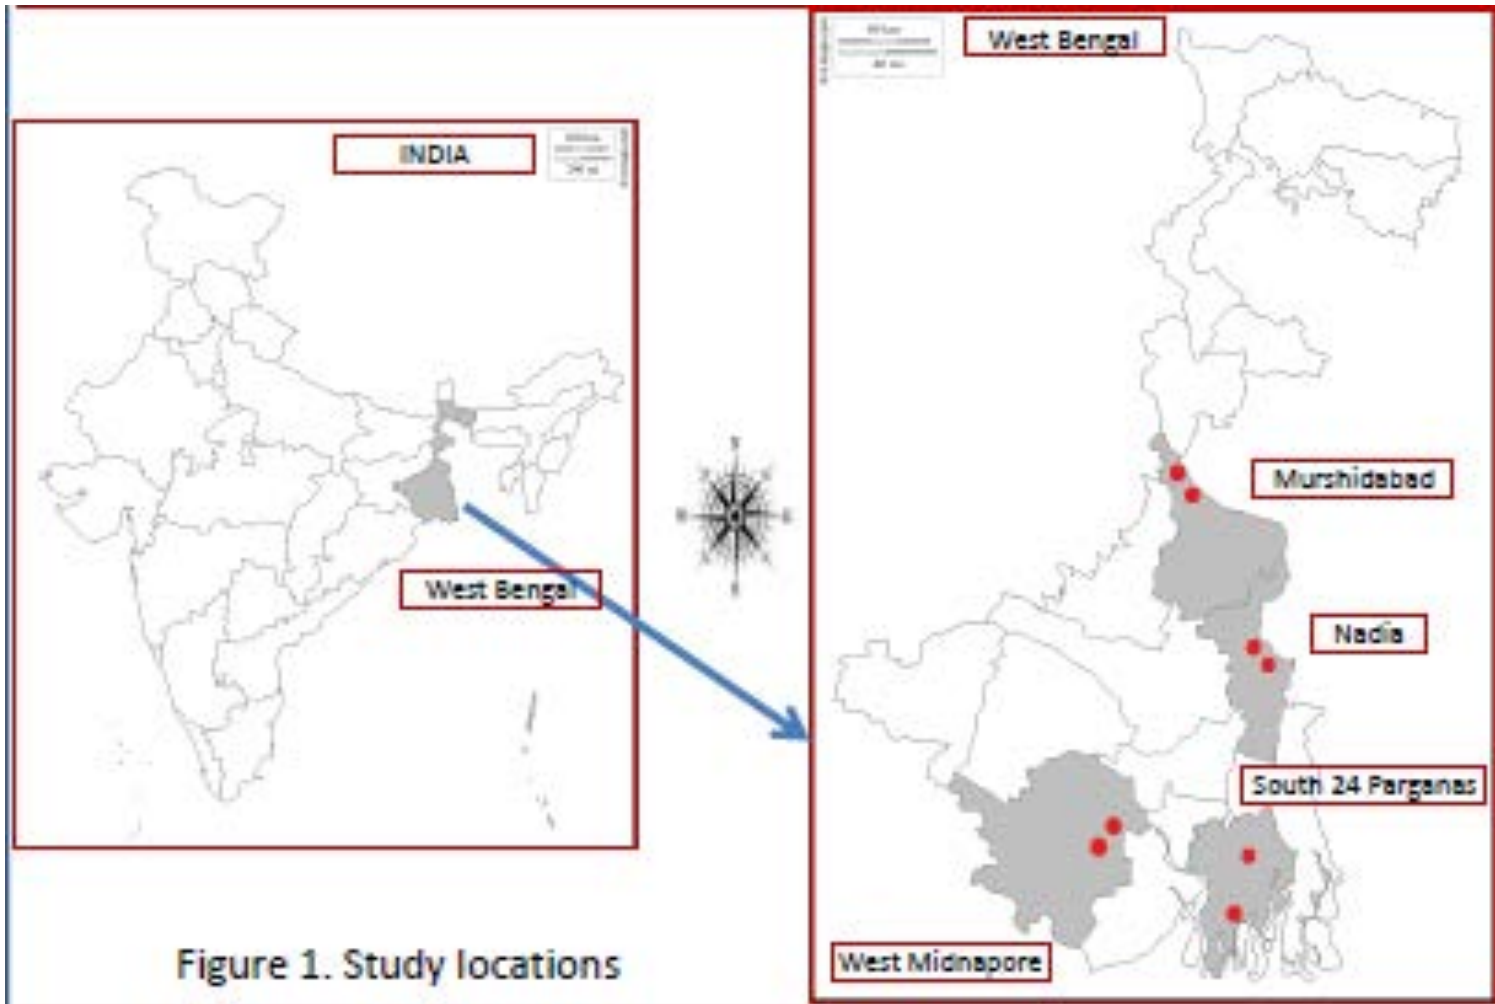 West Bengal
INDIA
West Bengal
Murshidabad
Nadia
South 24 Parganas
West Midnapore
Figure 1. Study locations